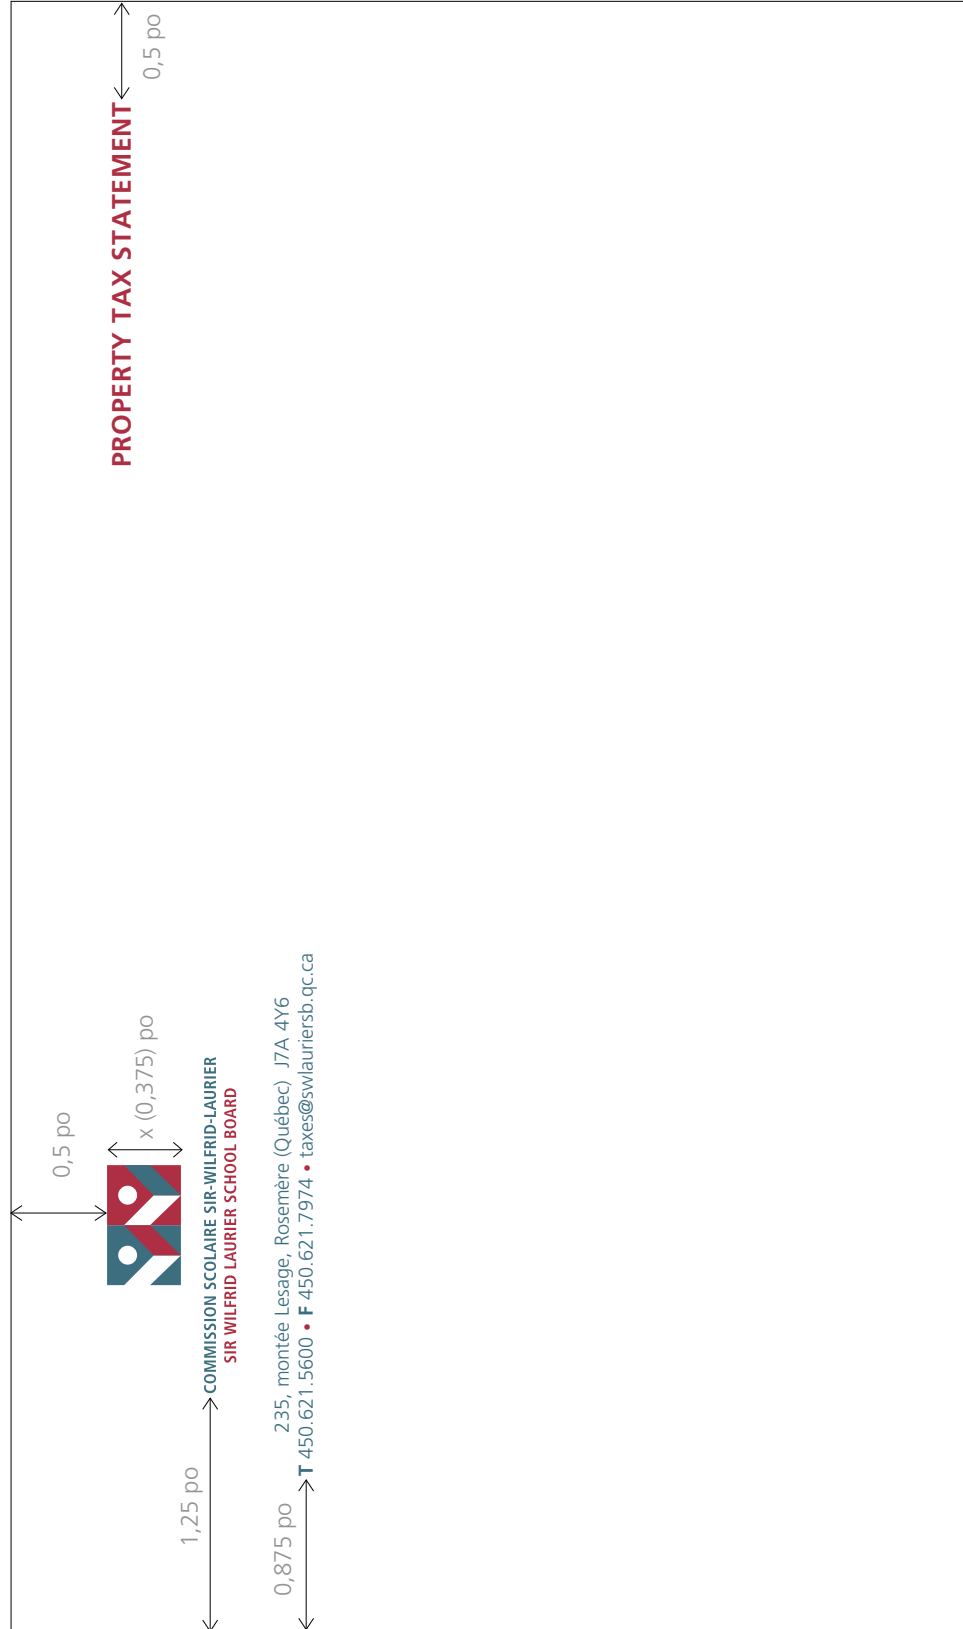 0,5 po
PROPERTY TAX STATEMENT
0,5 po
x (0,375) po
1,25 po
COMMISSION SCOLAIRE SIR-WILFRID-LAURIER
SIR WILFRID LAURIER SCHOOL BOARD
235, montée Lesage, Rosemère (Québec) J7A 4Y6
0,875 po
T 450.621.5600 • F 450.621.7974 • taxes@swlauriersb.qc.ca